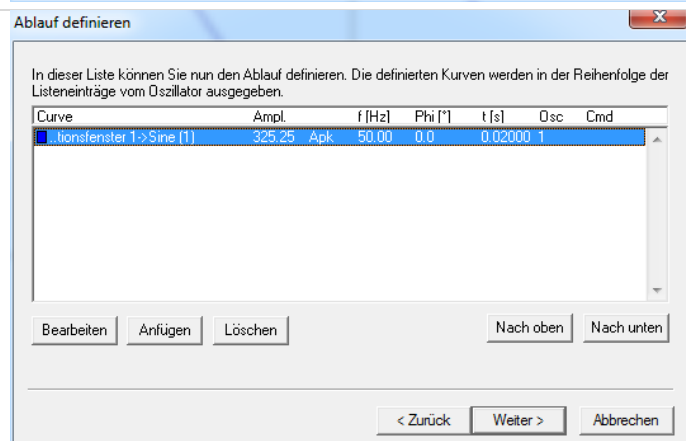 Ablauf definieren
In dieser Liste können Sie nun den Ablauf definieren. Die definierten Kurven werden in der Reihenfolge der
Listeneinträge vom Oszillator ausgegeben.
Curve Ampl. f [Hz] Phi [°] t [s] Osc Cmd
..tionsfenster 1->Sine (1) 325.25 Apk 50.00 0.0 0.02000 1
Bearbeiten Anfügen Löschen Nach oben Nach unten
< Zurück Weiter > Abbrechen